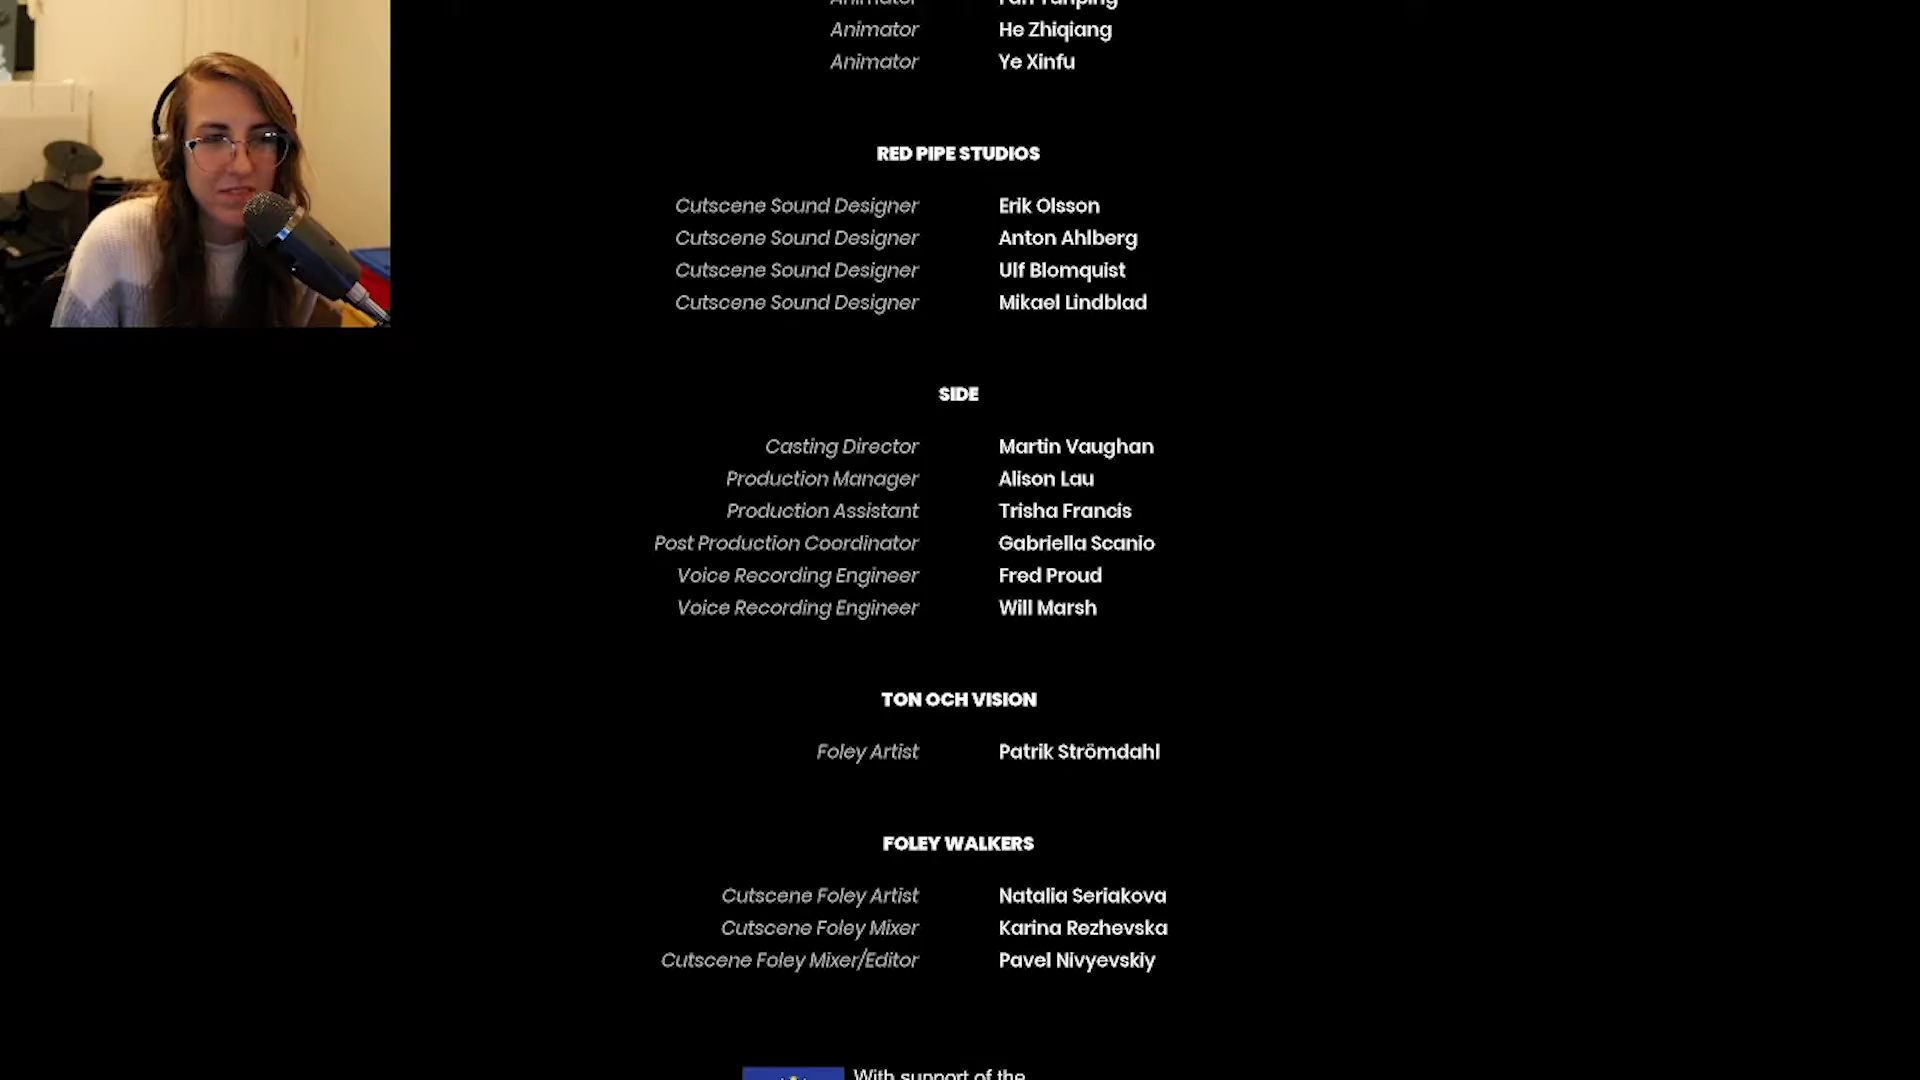 Animator
He Zhiqiang
Animator
Ye Xinfu
RED PIPE STUDIOS
Cutscene Sound Designer Erik Olsson
Cutscene Sound Designer Anton Ahlberg
Cutscene Sound Designer Ulf Blomquist
Cutscene Sound Designer Mikael Lindblad
SIDE
Casting Director Martin Vaughan
Production Manager Alison Lau
Production Assistant Trisha Francis
Post Production Coordinator Gabriella Scanio
Voice Recording Engineer Fred Proud
Voice Recording Engineer Will Marsh
TON OCH VISION
Foley Artist Patrik Strömdahl
FOLEY WALKERS
Cutscene Foley Artist Natalia Seriakova
Cutscene Foley Mixer Karina Rezhevska
Cutscene Foley Mixer/Editor Pavel Nivyevskiy
With support of the